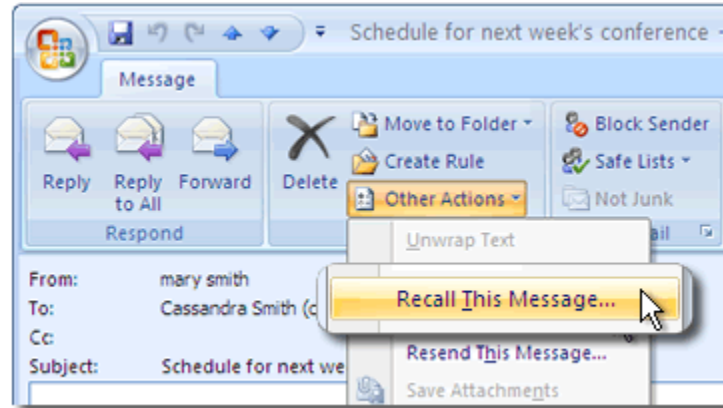 Schedule for next week's conference -
Message
Reply
Reply to All
Forward
Respond
Delete
Move to Folder
Create Rule
Other Actions
Block Sender
Safe Lists
Not Junk
ail
Unwrap Text
Recall This Message...
Resend This Message...
Save Attachments
From: mary smith
To: Cassandra Smith (c
Cc:
Subject: Schedule for next we